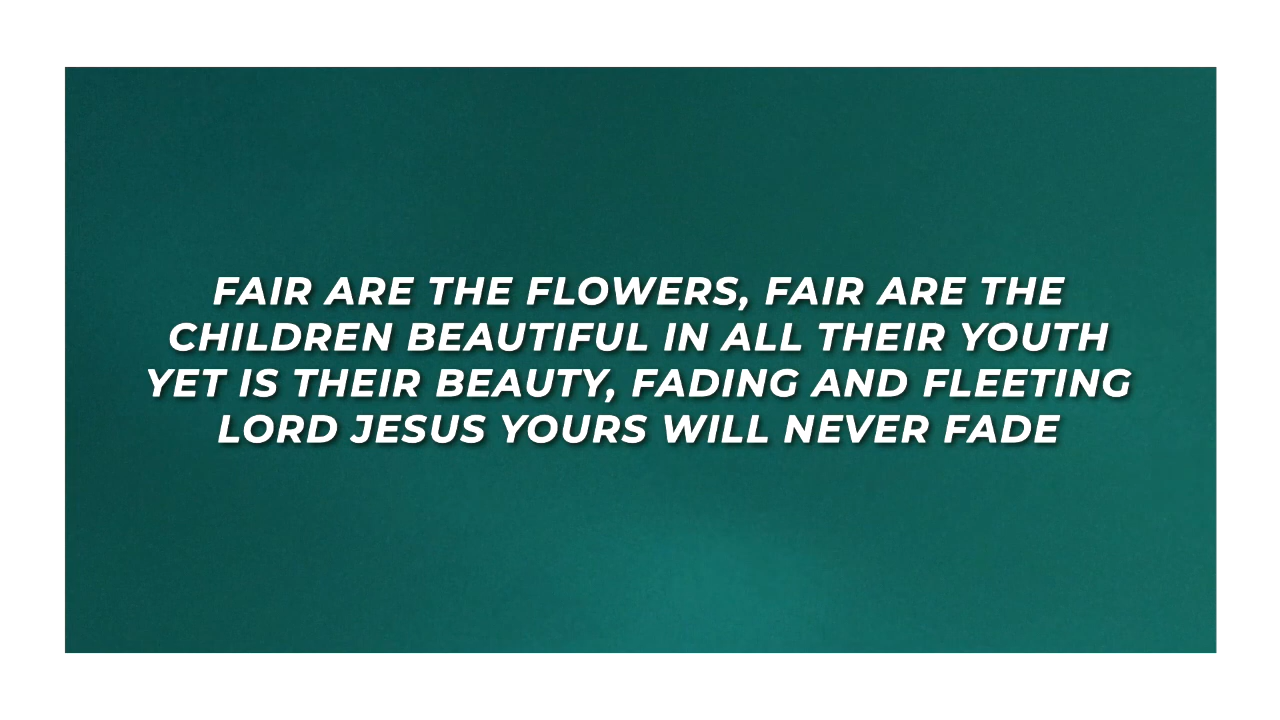 FAIR ARE THE FLOWERS, FAIR ARE THE
CHILDREN BEAUTIFUL IN ALL THEIR YOUTH
YET IS THEIR BEAUTY, FADING AND FLEETING
LORD JESUS YOURS WILL NEVER FADE